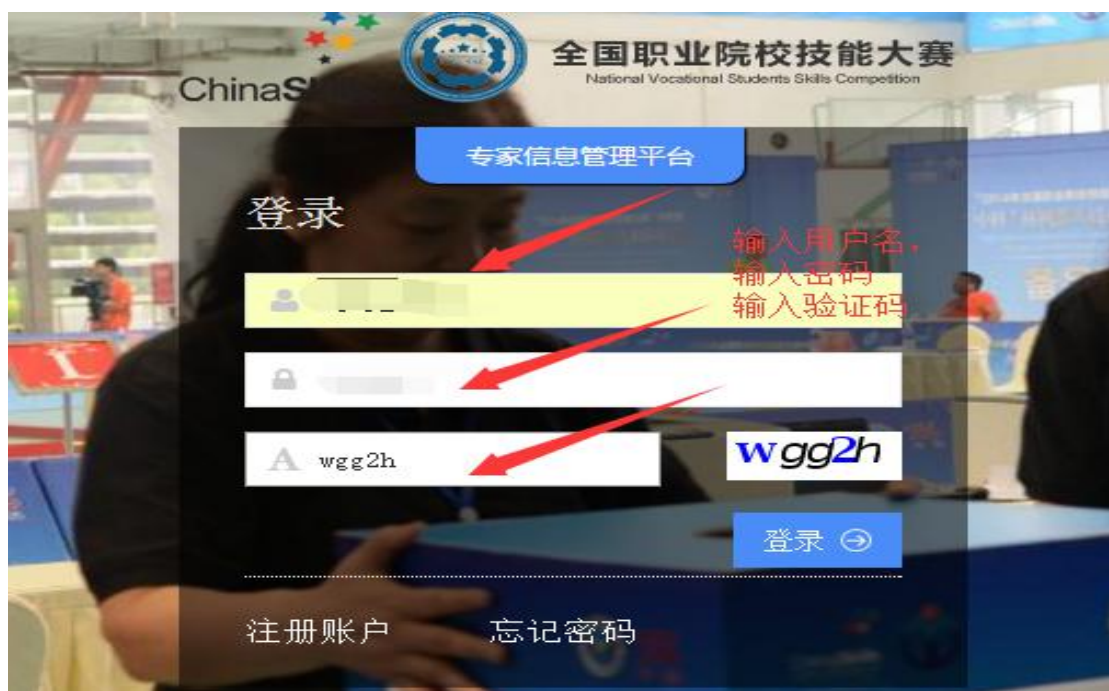 全国职业院校技能大赛
National Vocational Students Skills Competition
专家信息管理平台
登录
输入用户名,
输入密码
输入验证码
wgg2h
wgg2h
登录
注册账户
忘记密码